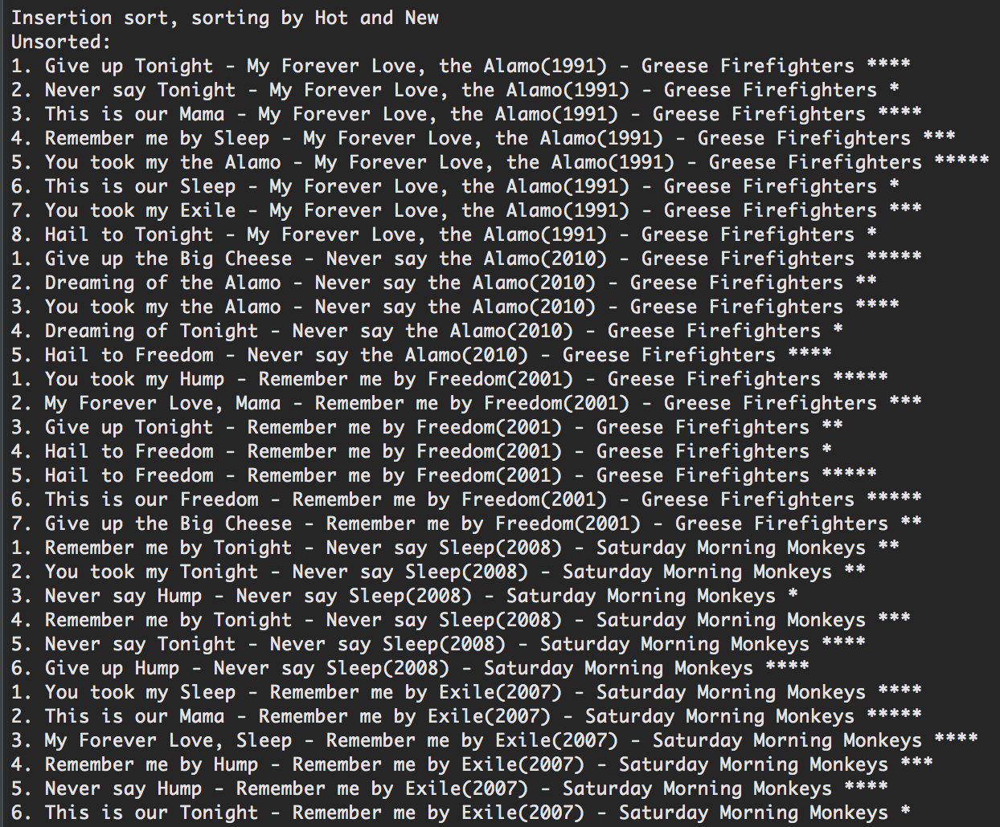 Insertion sort, sorting by Hot and New
Unsorted:
1. Give up Tonight - My Forever Love, the Alamo(1991) - Greese Firefighters ****
2. Never say Tonight - My Forever Love, the Alamo(1991) - Greese Firefighters *
3. This is our Mama - My Forever Love, the Alamo(1991) - Greese Firefighters ****
4. Remember me by Sleep - My Forever Love, the Alamo(1991) - Greese Firefighters ***
5. You took my the Alamo - My Forever Love, the Alamo(1991) - Greese Firefighters *****
6. This is our Sleep - My Forever Love, the Alamo(1991) - Greese Firefighters *
7. You took my Exile - My Forever Love, the Alamo(1991) - Greese Firefighters ***
8. Hail to Tonight - My Forever Love, the Alamo(1991) - Greese Firefighters *
1. Give up the Big Cheese - Never say the Alamo(2010) - Greese Firefighters *****
2. Dreaming of the Alamo - Never say the Alamo(2010) - Greese Firefighters **
3. You took my the Alamo - Never say the Alamo(2010) - Greese Firefighters ****
4. Dreaming of Tonight - Never say the Alamo(2010) - Greese Firefighters *
5. Hail to Freedom - Never say the Alamo(2010) - Greese Firefighters ****
1. You took my Hump - Remember me by Freedom(2001) - Greese Firefighters *****
2. My Forever Love, Mama - Remember me by Freedom(2001) - Greese Firefighters ***
3. Give up Tonight - Remember me by Freedom(2001) - Greese Firefighters **
4. Hail to Freedom - Remember me by Freedom(2001) - Greese Firefighters *
5. Hail to Freedom - Remember me by Freedom(2001) - Greese Firefighters *****
6. This is our Freedom - Remember me by Freedom(2001) - Greese Firefighters *****
7. Give up the Big Cheese - Remember me by Freedom(2001) - Greese Firefighters **
1. Remember me by Tonight - Never say Sleep(2008) - Saturday Morning Monkeys **
2. You took my Tonight - Never say Sleep(2008) - Saturday Morning Monkeys **
3. Never say Hump - Never say Sleep(2008) - Saturday Morning Monkeys *
4. Remember me by Tonight - Never say Sleep(2008) - Saturday Morning Monkeys ***
5. Never say Tonight - Never say Sleep(2008) - Saturday Morning Monkeys ****
6. Give up Hump - Never say Sleep(2008) - Saturday Morning Monkeys ****
1. You took my Sleep - Remember me by Exile(2007) - Saturday Morning Monkeys ****
2. This is our Mama - Remember me by Exile(2007) - Saturday Morning Monkeys *****
3. My Forever Love, Sleep - Remember me by Exile(2007) - Saturday Morning Monkeys ****
4. Remember me by Hump - Remember me by Exile(2007) - Saturday Morning Monkeys ***
5. Never say Hump - Remember me by Exile(2007) - Saturday Morning Monkeys ****
6. This is our Tonight - Remember me by Exile(2007) - Saturday Morning Monkeys *